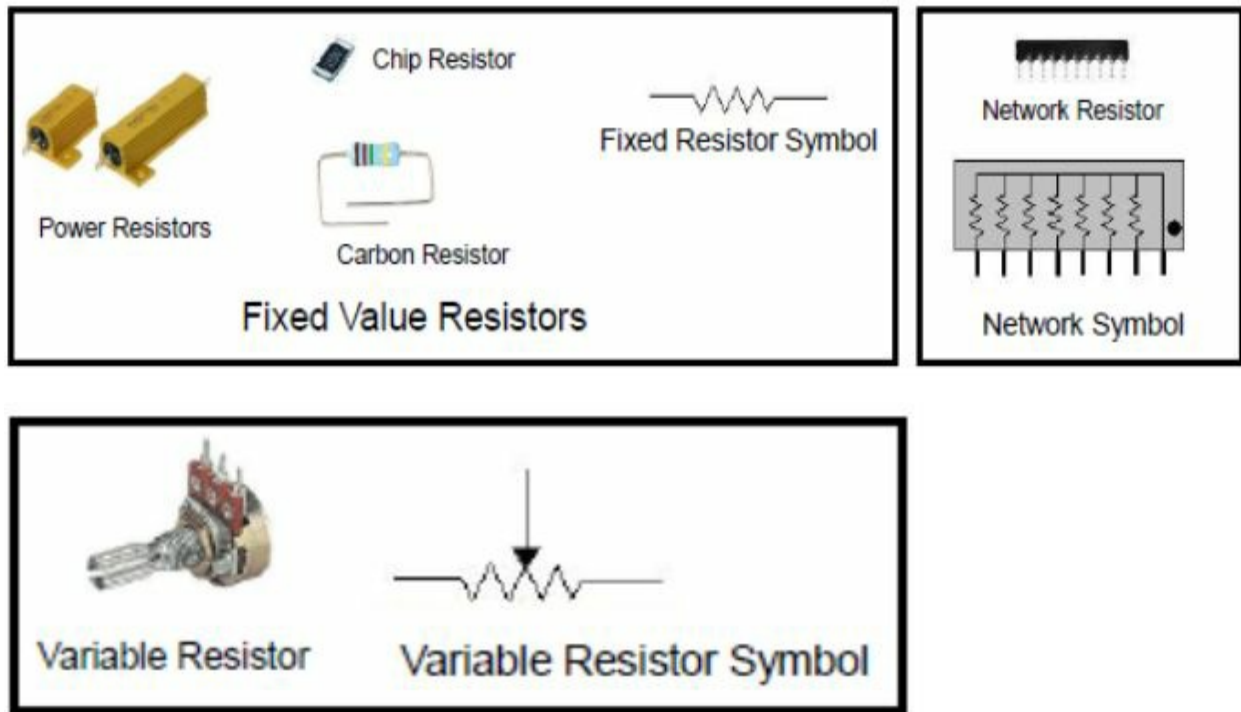 Chip Resistor
Fixed Resistor Symbol
Power Resistors
Carbon Resistor
Fixed Value Resistors
Network Resistor
Network Symbol
Variable Resistor
Variable Resistor Symbol